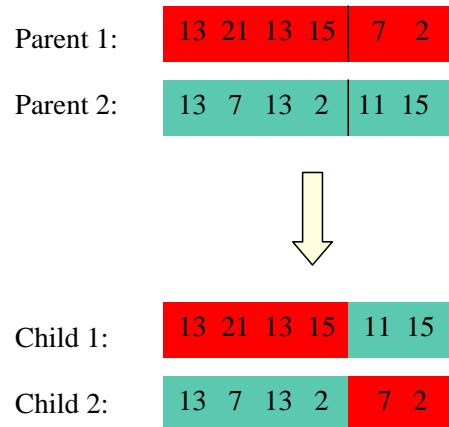 Parent 1: 13 21 13 15 7 2
Parent 2: 13 7 13 2 11 15
Child 1: 13 21 13 15 11 15
Child 2: 13 7 13 2 7 2